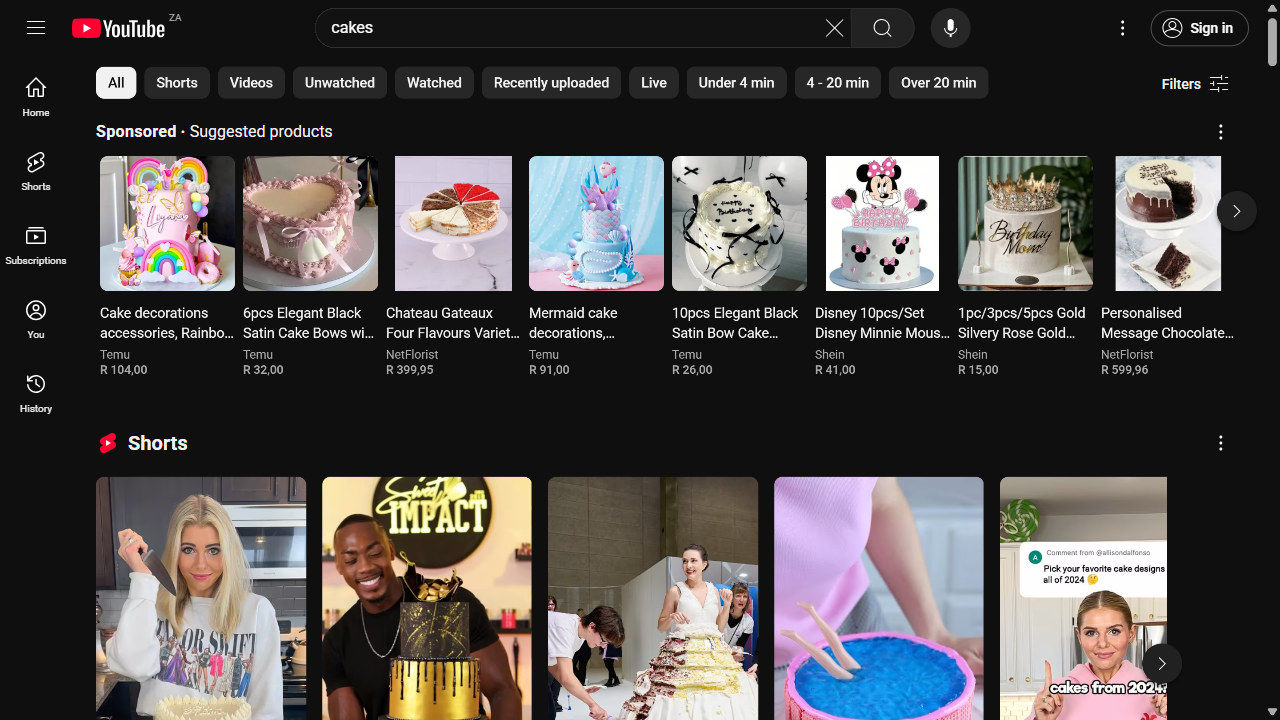 YouTube ZA
cakes
Sign in
Home
Shorts
Subscriptions
You
History
All
Shorts
Videos
Unwatched
Watched
Recently uploaded
Live
Under 4 min
4 - 20 min
Over 20 min
Filters
Sponsored · Suggested products
Liyana
Happy Birthday
HAPPY BIRTHDAY
Birthday
Mom
Cake decorations
accessories, Rainbo...
Temu
R 104,00
6pcs Elegant Black
Satin Cake Bows wi...
Temu
R 32,00
Chateau Gateaux
Four Flavours Variet...
NetFlorist
R 399,95
Mermaid cake
decorations,...
Temu
R 91,00
10pcs Elegant Black
Satin Bow Cake...
Temu
R 26,00
Disney 10pcs/Set
Disney Minnie Mous...
Shein
R 41,00
1pc/3pcs/5pcs Gold
Silvery Rose Gold...
Shein
R 15,00
Personalised
Message Chocolate...
NetFlorist
R 599,96
Shorts
Sweet
IMPACT
A
Comment from @allisondalfonso
Pick your favorite cake designs
all of 2024 🤔
cakes from 2024?